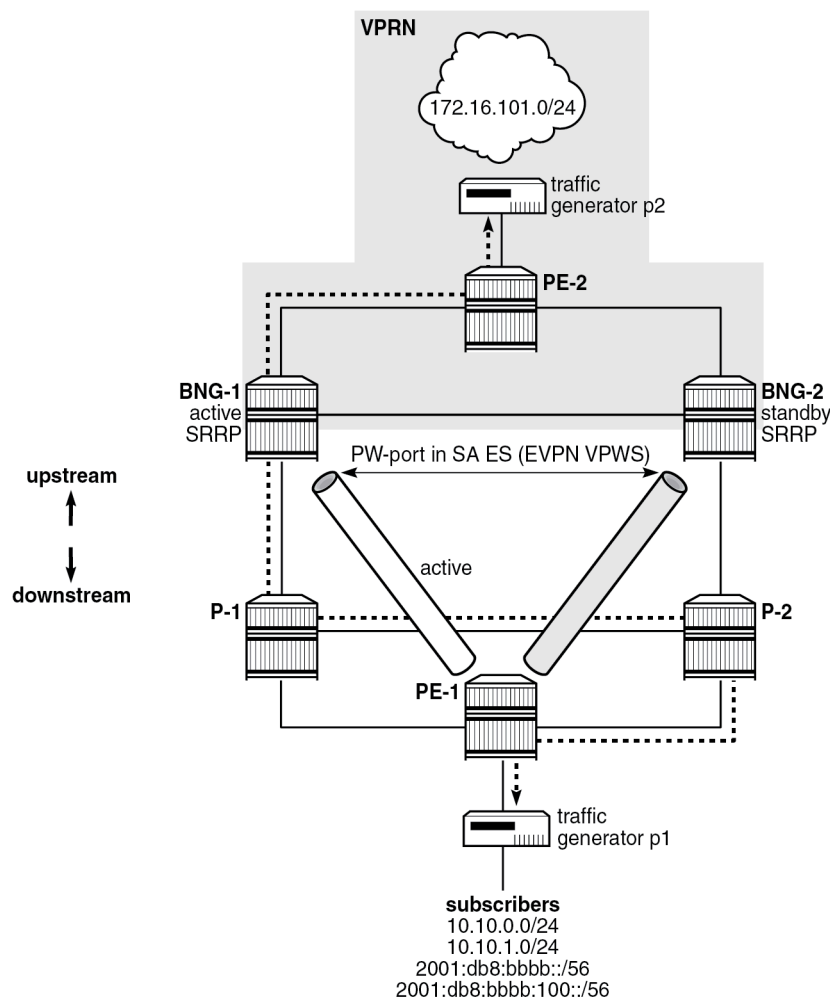 VPRN
172.16.101.0/24
traffic
generator p2
PE-2
BNG-1
active
SRRP
BNG-2
standby
SRRP
PW-port in SA ES (EVPN VPWS)
upstream
downstream
active
P-1
P-2
PE-1
traffic
generator p1
subscribers
10.10.0.0/24
10.10.1.0/24
2001:db8:bbbb::/56
2001:db8:bbbb:100::/56